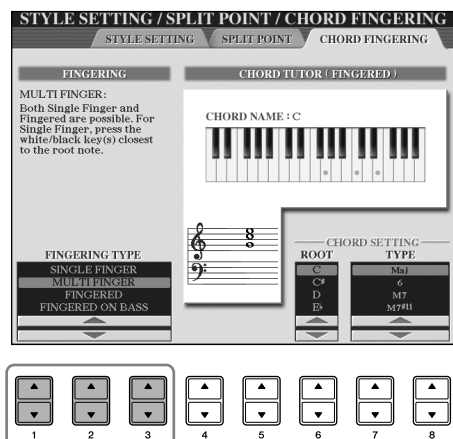 STYLE SETTING / SPLIT POINT / CHORD FINGERING
STYLE SETTING
SPLIT POINT
CHORD FINGERING
FINGERING
MULTI FINGER:
Both Single Finger and
Fingered are possible. For
Single Finger, press the
white/black key(s) closest
to the root note.
FINGERING TYPE
SINGLE FINGER
MULTI FINGER
FINGERED
FINGERED ON BASS
CHORD TUTOR ( FINGERED )
CHORD NAME : C
CHORD SETTING
ROOT
TYPE
C
Maj
C♯
6
D
M7
E♭
M7♯11
1 2 3 4 5 6 7 8